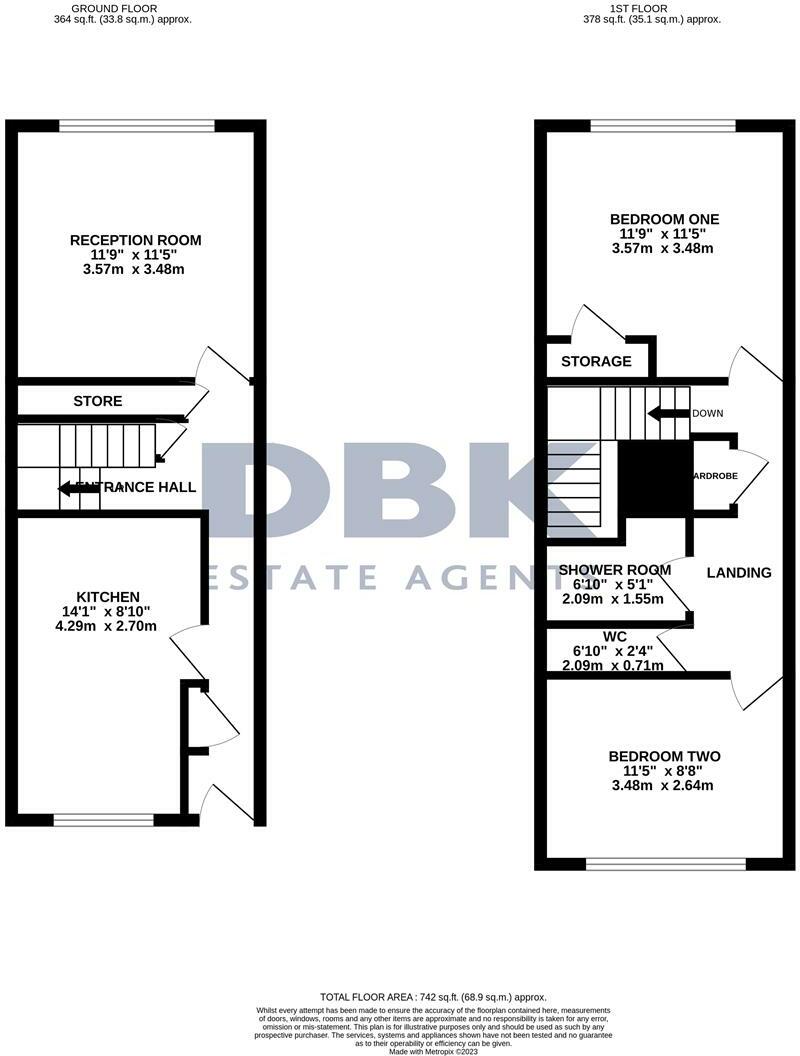 GROUND FLOOR
364 sq.ft. (33.8 sq.m.) approx.
1ST FLOOR
378 sq.ft. (35.1 sq.m.) approx.
RECEPTION ROOM
11'9" x 11'5"
3.57m x 3.48m
STORE
ENTRANCE HALL
KITCHEN
14'1" x 8'10"
4.29m x 2.70m
BEDROOM ONE
11'9" x 11'5"
3.57m x 3.48m
STORAGE
DOWN
ARDROBE
SHOWER ROOM
6'10" x 5'1"
2.09m x 1.55m
LANDING
WC
6'10" x 2'4"
2.09m x 0.71m
BEDROOM TWO
11'5" x 8'8"
3.48m x 2.64m
DBK
ESTATE AGENTS
TOTAL FLOOR AREA : 742 sq.ft. (68.9 sq.m.) approx.
Whilst every attempt has been made to ensure the accuracy of the floorplan contained here, measurements
of doors, windows, rooms and any other items are approximate and no responsibility is taken for any error,
omission or mis-statement. This plan is for illustrative purposes only and should be used as such by any
prospective purchaser. The services, systems and appliances shown have not been tested and no guarantee
as to their operability or efficiency can be given.
Made with Metropix ©2023